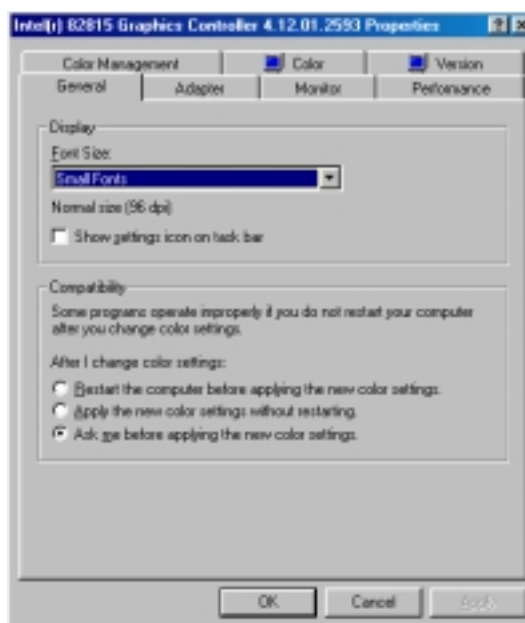 Intel(r) 82815 Graphics Controller 4.12.01.2593 Properties
Color Management
Color
Version
General
Adapter
Monitor
Performance
Display
Font Size:
Small Fonts
Normal size (96 dpi)
Show settings icon on task bar
Compatibility
Some programs operate improperly if you do not restart your computer
after you change color settings.
After I change color settings:
Restart the computer before applying the new color settings.
Apply the new color settings without restarting.
Ask me before applying the new color settings.
OK
Cancel
Apply